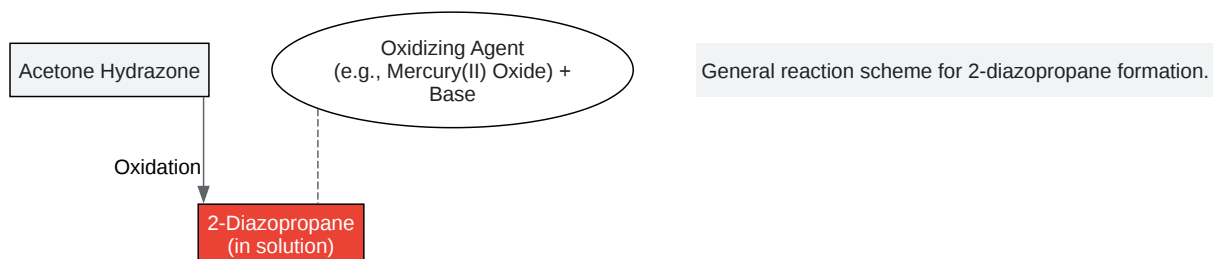 Acetone Hydrazone
Oxidizing Agent
(e.g., Mercury(II) Oxide) +
Base
General reaction scheme for 2-diazopropane formation.
Oxidation
2-Diazopropane
(in solution)